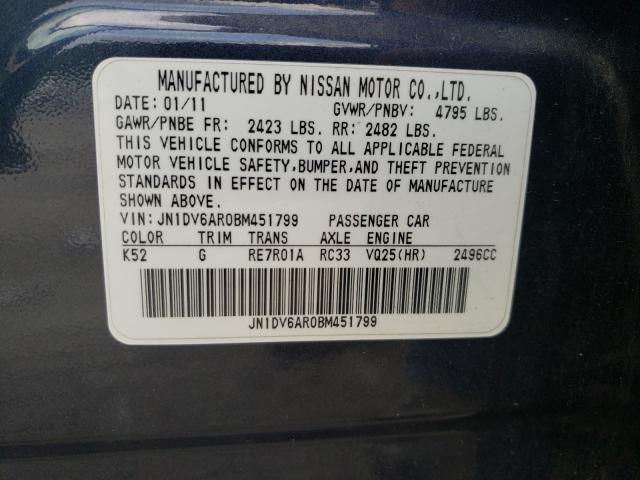 MANUFACTURED BY NISSAN MOTOR CO.,LTD.
DATE: 01/11 GVWR/PNBV: 4795 LBS.
GAWR/PNBE FR: 2423 LBS. RR: 2482 LBS.
THIS VEHICLE CONFORMS TO ALL APPLICABLE FEDERAL
MOTOR VEHICLE SAFETY,BUMPER,AND THEFT PREVENTION
STANDARDS IN EFFECT ON THE DATE OF MANUFACTURE
SHOWN ABOVE.
VIN: JN1DV6AR0BM451799 PASSENGER CAR
COLOR TRIM TRANS AXLE ENGINE
K52 G RE7R01A RC33 VQ25(HR) 2496CC
JN1DV6AR0BM451799